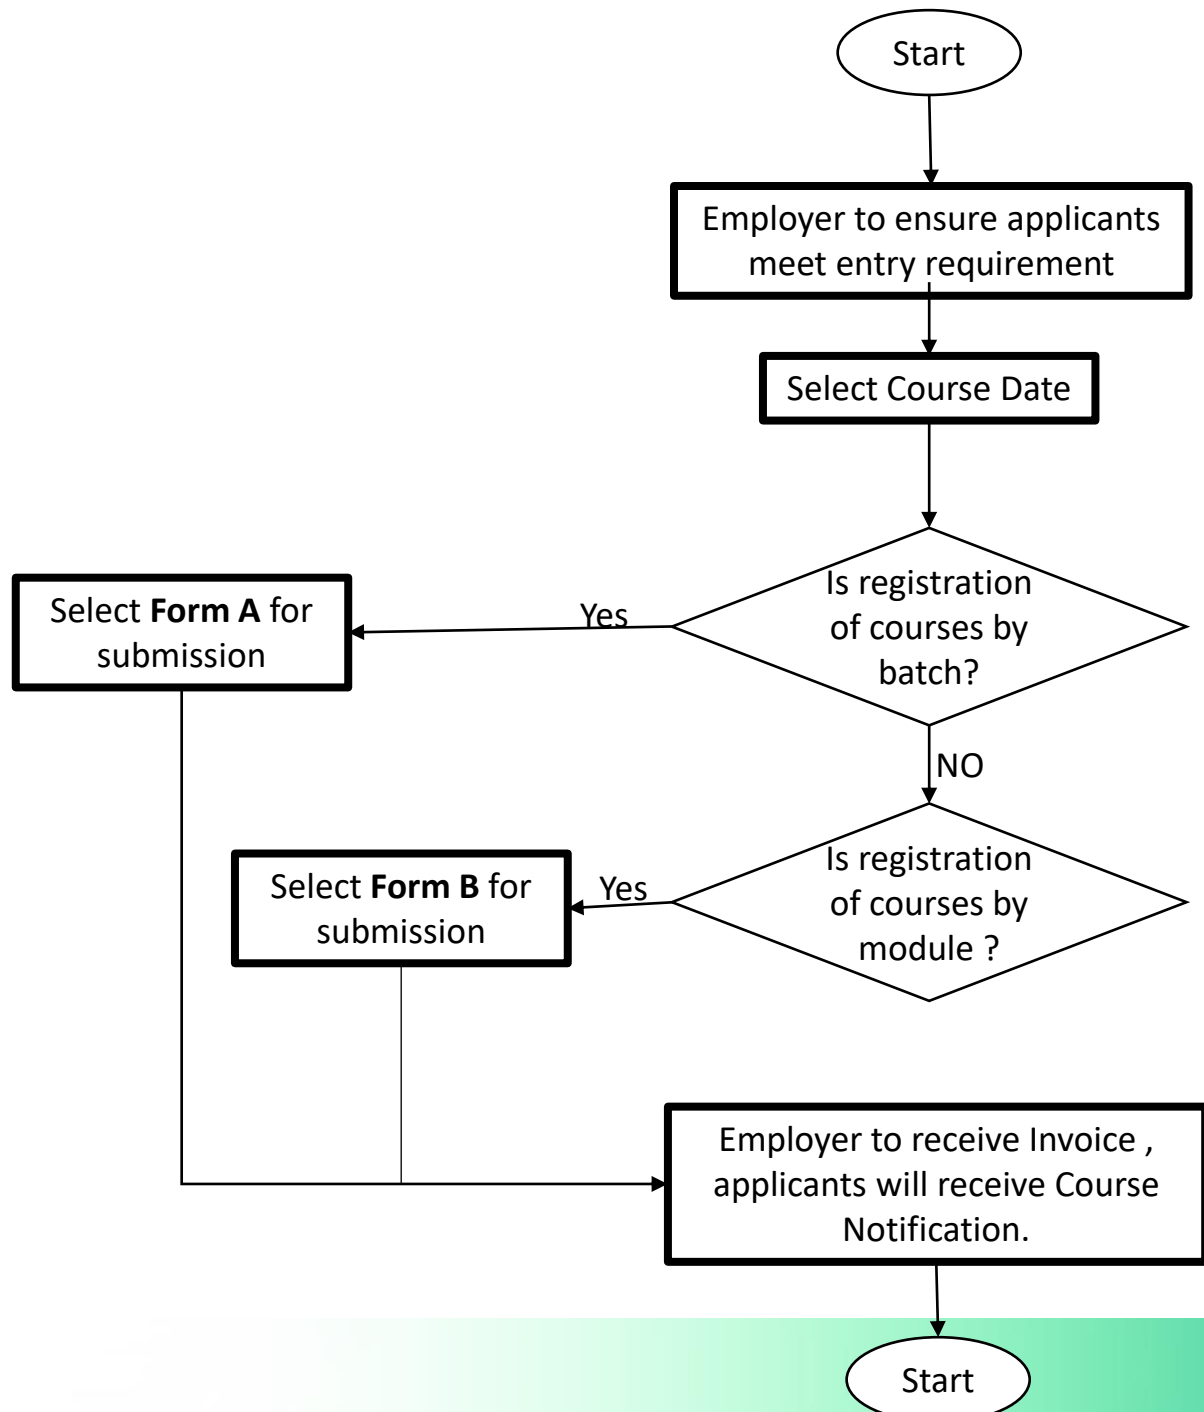 Start
Employer to ensure applicants
meet entry requirement
Select Course Date
Is registration
of courses by
batch?
Yes
Select Form A for
submission
NO
Is registration
of courses by
module ?
Yes
Select Form B for
submission
Employer to receive Invoice ,
applicants will receive Course
Notification.
Start